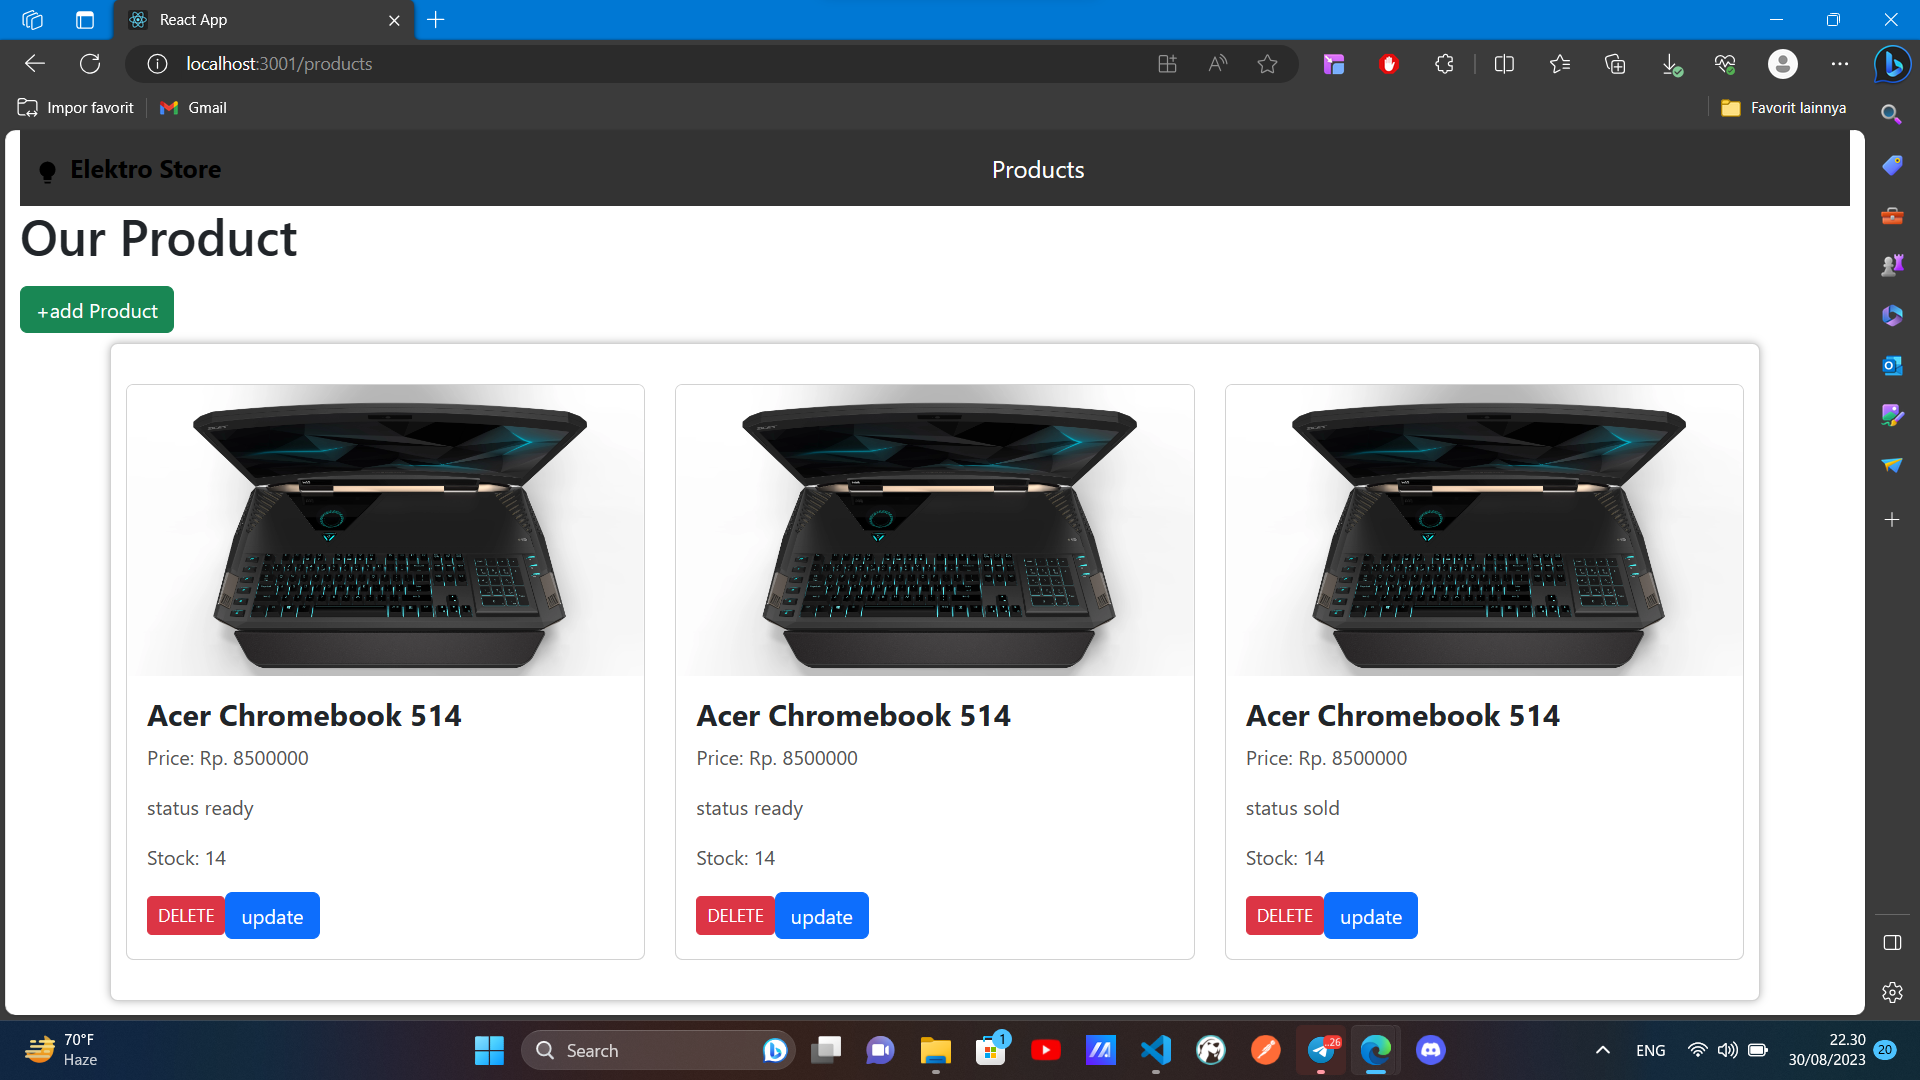 React App
localhost:3001/products
Impor favorit
Gmail
Favorit lainnya
Elektro Store
Products
Our Product
+add Product
Acer Chromebook 514
Price: Rp. 8500000
status ready
Stock: 14
DELETE
update
Acer Chromebook 514
Price: Rp. 8500000
status ready
Stock: 14
DELETE
update
Acer Chromebook 514
Price: Rp. 8500000
status sold
Stock: 14
DELETE
update
70°F
Haze
Search
1
..26
ENG
22.30
30/08/2023
20